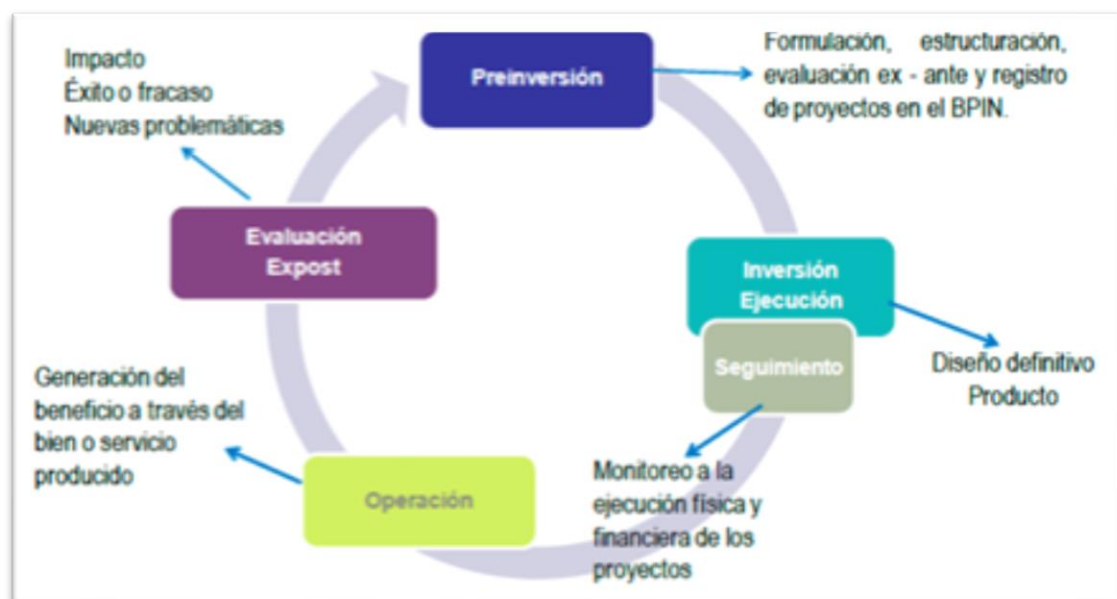 Preinversión
Formulación, estructuración,
evaluación ex - ante y registro
de proyectos en el BPIN.
Inversión
Ejecución
Diseño definitivo
Producto
Seguimiento
Monitoreo a la
ejecución física y
financiera de los
proyectos
Operación
Generación del
beneficio a través del
bien o servicio
producido
Evaluación
Expost
Impacto
Éxito o fracaso
Nuevas problemáticas